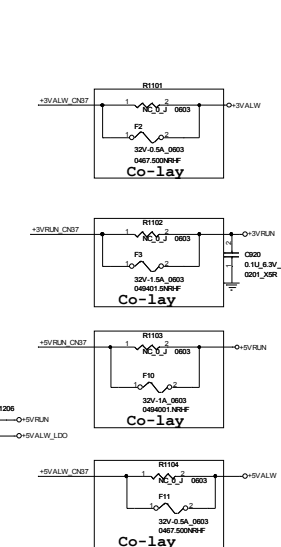 R1101
+3VALW_CN37 1 2 +3VALW
NC_0_J 0603
F2
1 2
32V-0.5A_0603
0467.500NRHF
Co-lay
R1102
+3VRUN_CN37 1 2 +3VRUN
NC_0_J 0603
F3
1 2
2 1
C920
0.1U_6.3V_
0201_X5R
32V-1.5A_0603
049401.5NRHF
Co-lay
R1103
+5VRUN_CN37 1 2 +5VRUN
NC_0_J 0603
F10
1 2
32V-1A_0603
0494001.NRHF
Co-lay
1206
+5VRUN
+5VALW_LDO
R1104
+5VALW_CN37 1 2 +5VALW
NC_0_J 0603
F11
1 2
32V-0.5A_0603
0467.500NRHF
Co-lay